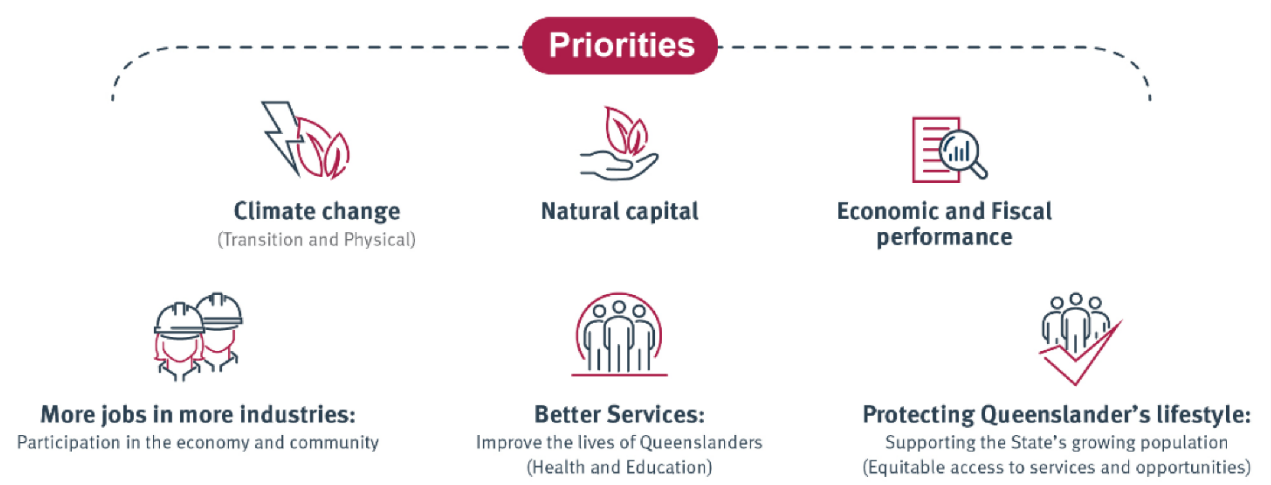 Priorities
Climate change
(Transition and Physical)
Natural capital
Economic and Fiscal
performance
More jobs in more industries:
Participation in the economy and community
Better Services:
Improve the lives of Queenslanders
(Health and Education)
Protecting Queenslander’s lifestyle:
Supporting the State’s growing population
(Equitable access to services and opportunities)